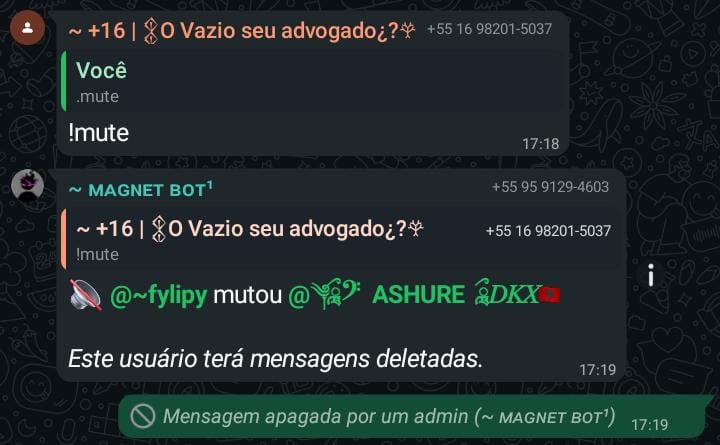 ~ +16 | O Vazio seu advogado¿? +55 16 98201-5037
Você
.mute
!mute
17:18
~ MAGNET BOT¹ +55 95 9129-4603
~ +16 | O Vazio seu advogado¿? +55 16 98201-5037
!mute
@~fylipy mutou @ ASHURE DKX
Este usuário terá mensagens deletadas.
17:19
Mensagem apagada por um admin (~ MAGNET BOT¹) 17:19